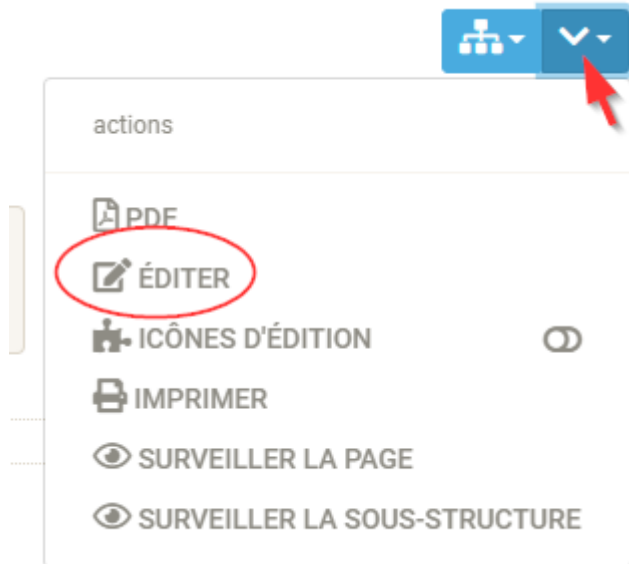 actions
PDF
ÉDITER
ICÔNES D'ÉDITION
IMPRIMER
SURVEILLER LA PAGE
SURVEILLER LA SOUS-STRUCTURE